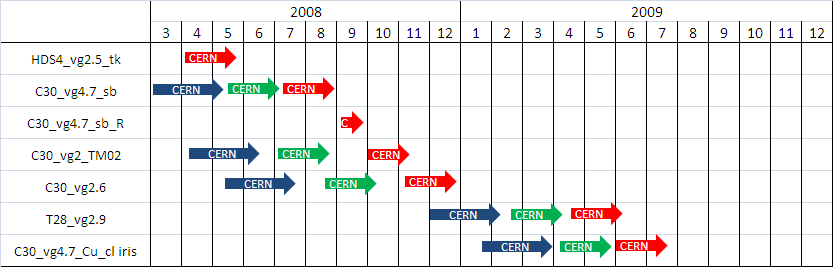 2008 2009
3 4 5 6 7 8 9 10 11 12 1 2 3 4 5 6 7 8 9 10 11 12
HDS4_vg2.5_tk CERN
C30_vg4.7_sb CERN CERN CERN
C30_vg4.7_sb_R C
C30_vg2_TM02 CERN CERN CERN
C30_vg2.6 CERN CERN CERN
T28_vg2.9 CERN CERN CERN
C30_vg4.7_Cu_cl iris CERN CERN CERN